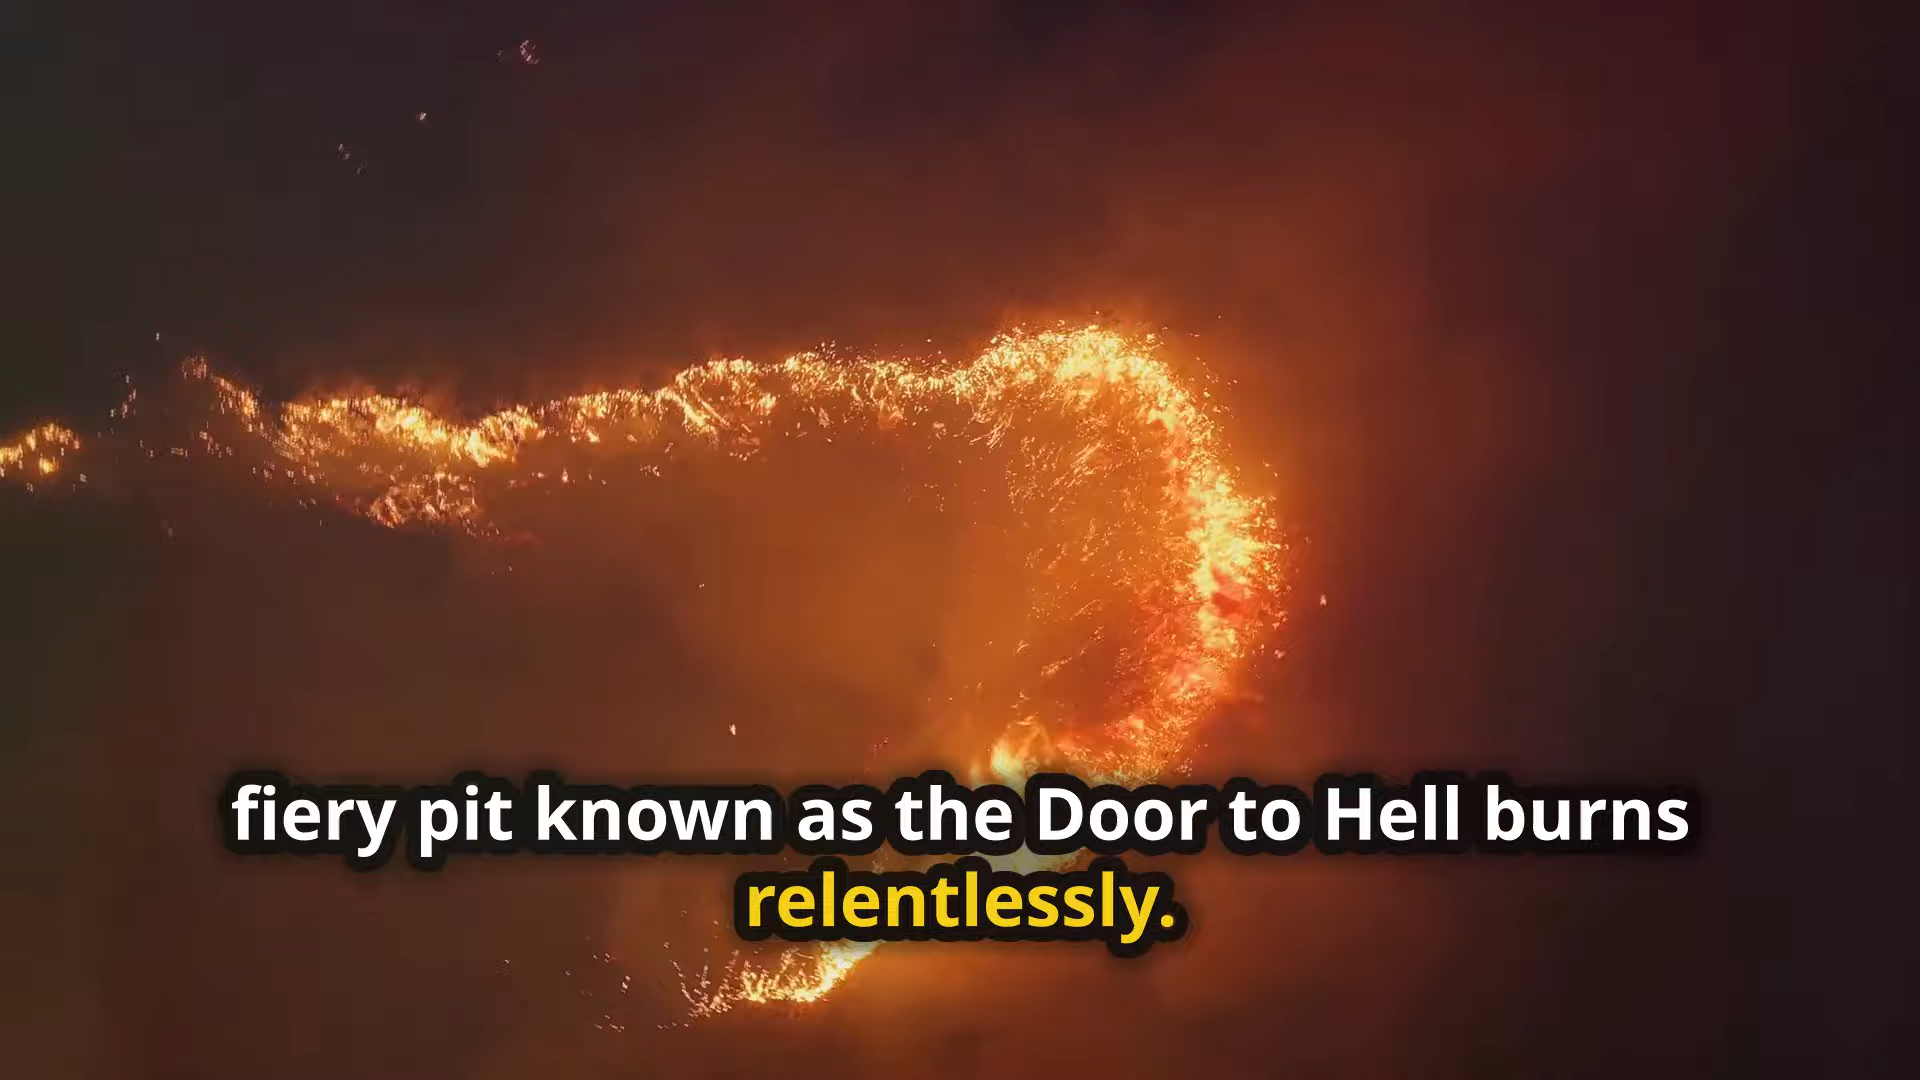 fiery pit known as the Door to Hell burns
relentlessly.